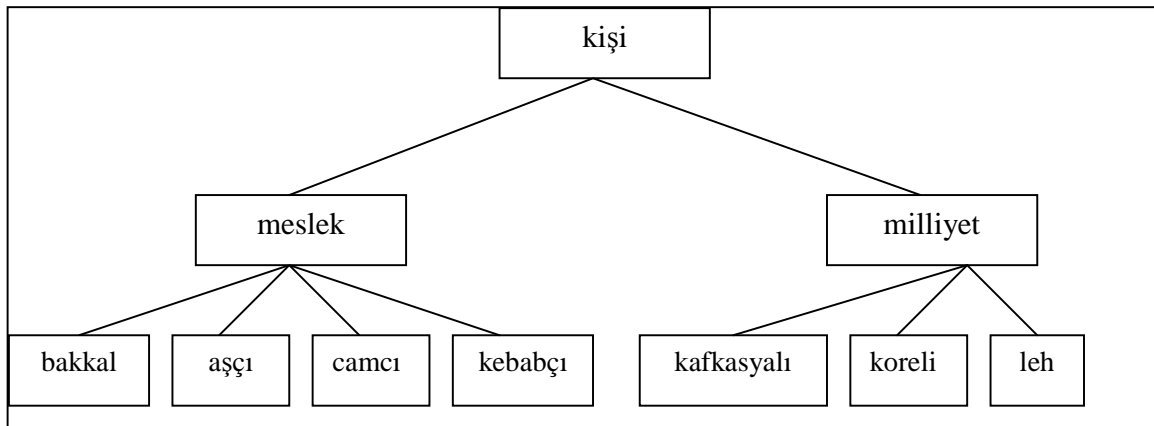 kişi
meslek milliyet
bakkal aşçı camcı kebabçı kafkasyalı koreli leh